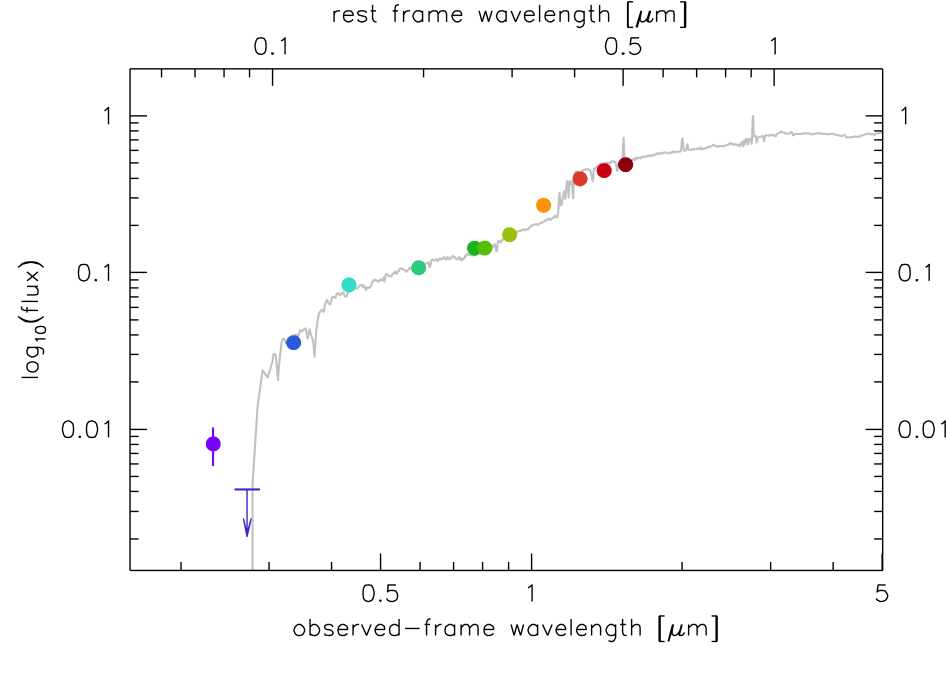 rest frame wavelength [μm]
0.1 0.5 1
1 1
0.1 0.1
0.01 0.01
log₁₀(flux)
0.5 1 5
observed-frame wavelength [μm]